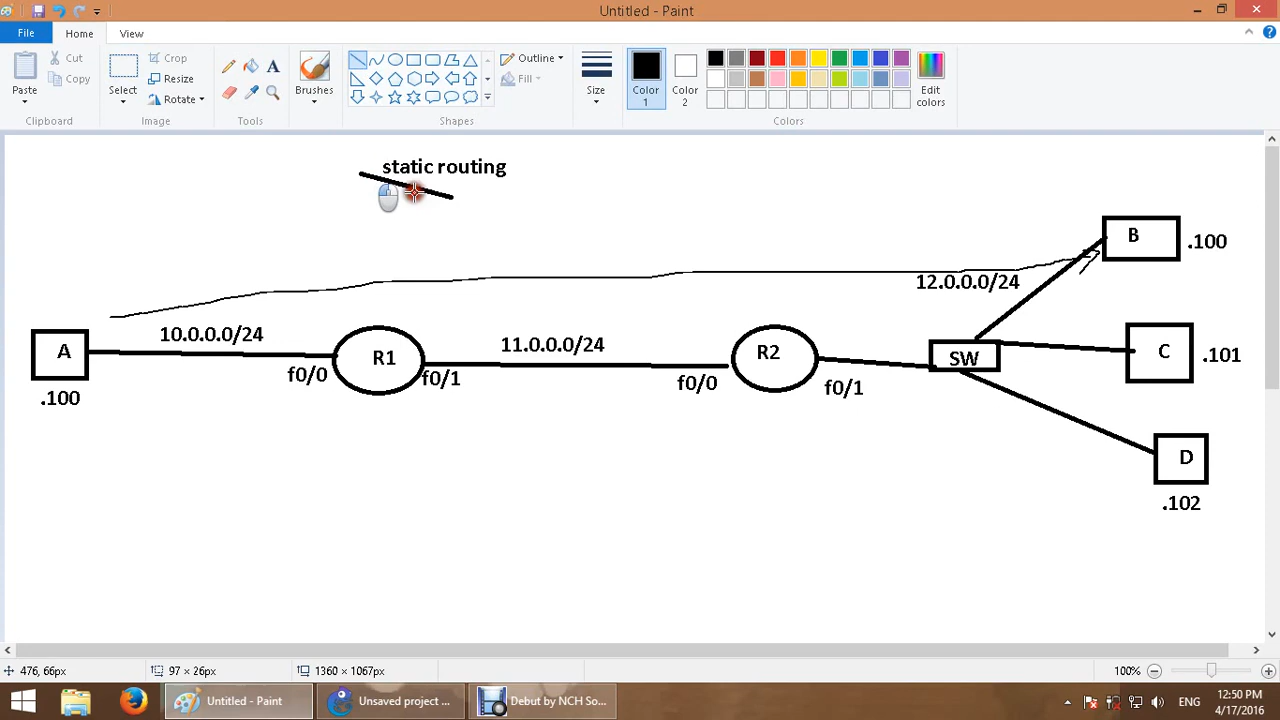 Untitled - Paint
File
Home
View
Paste
Cut
Copy
Clipboard
Select
Crop
Resize
Rotate
Image
Tools
Brushes
Shapes
Outline
Fill
Size
Color 1
Color 2
Edit colors
Colors
static routing
B
.100
12.0.0.0/24
10.0.0.0/24
11.0.0.0/24
A
R1
R2
SW
C
.101
f0/0
f0/1
f0/0
f0/1
.100
D
.102
476, 66px
97 × 26px
1360 × 1067px
100%
Untitled - Paint
Unsaved project ...
Debut by NCH So...
ENG
12:50 PM
4/17/2016